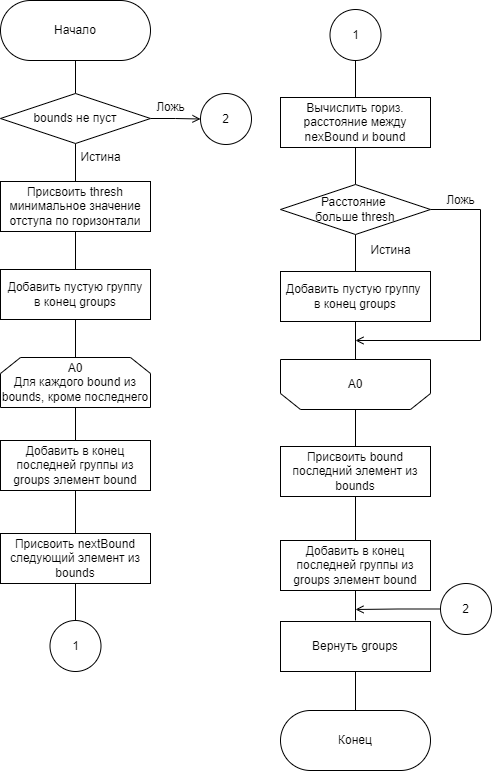 Начало
bounds не пуст
Ложь
2
Истина
Присвоить thresh
минимальное значение
отступа по горизонтали
Добавить пустую группу
в конец groups
A0
Для каждого bound из
bounds, кроме последнего
Добавить в конец
последней группы из
groups элемент bound
Присвоить nextBound
следующий элемент из
bounds
1
1
Вычислить гориз.
расстояние между
nexBound и bound
Расстояние
больше thresh
Ложь
Истина
Добавить пустую группу
в конец groups
A0
Присвоить bound
последний элемент из
bounds
Добавить в конец
последней группы из
groups элемент bound
2
Вернуть groups
Конец